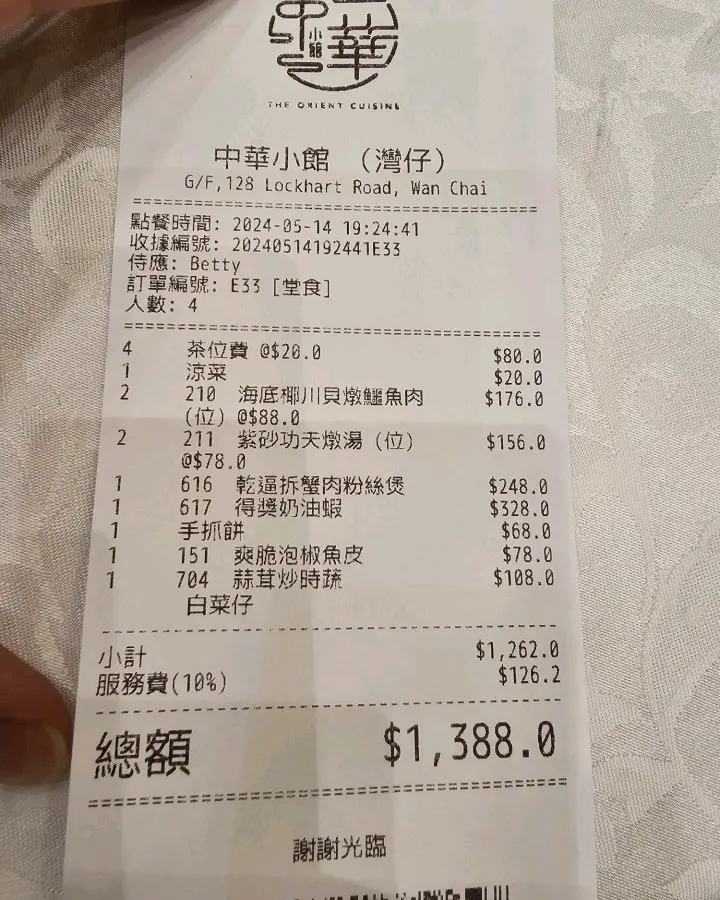 中華
小館
THE ORIENT CUISINE
中華小館 （灣仔）
G/F,128 Lockhart Road, Wan Chai
點餐時間: 2024-05-14 19:24:41
收據編號: 20240514192441E33
侍應: Betty
訂單編號: E33 [堂食]
人數: 4
4 茶位費 @$20.0 $80.0
1 涼菜 $20.0
2 210 海底椰川貝燉鱷魚肉 $176.0
(位) @$88.0
2 211 紫砂功夫燉湯 (位) $156.0
@$78.0
1 616 乾逼拆蟹肉粉絲煲 $248.0
1 617 得獎奶油蝦 $328.0
1 手抓餅 $68.0
1 151 爽脆泡椒魚皮 $78.0
1 704 蒜茸炒時蔬 $108.0
白菜仔
小計 $1,262.0
服務費(10%) $126.2
總額 $1,388.0
謝謝光臨